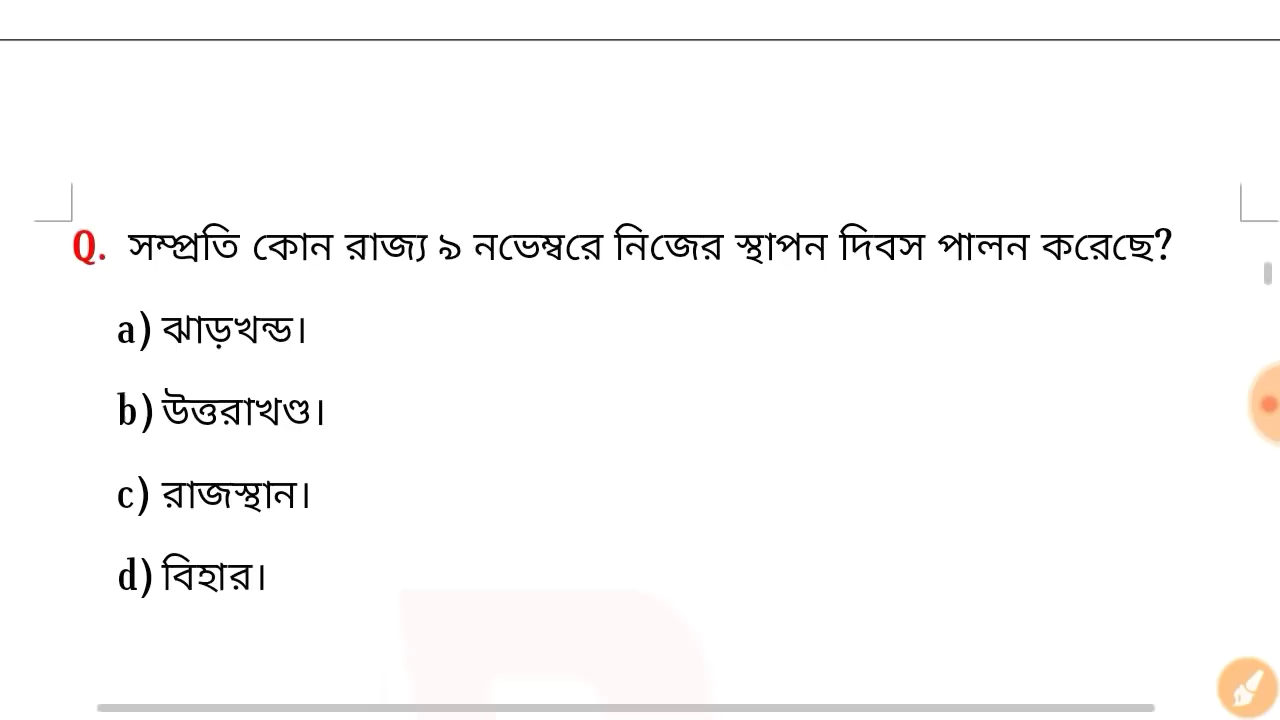 Q. সম্প্রতি কোন রাজ্য ৯ নভেম্বরে নিজের স্থাপন দিবস পালন করেছে?
a) ঝাড়খন্ড।
b) উত্তরাখণ্ড।
c) রাজস্থান।
d) বিহার।